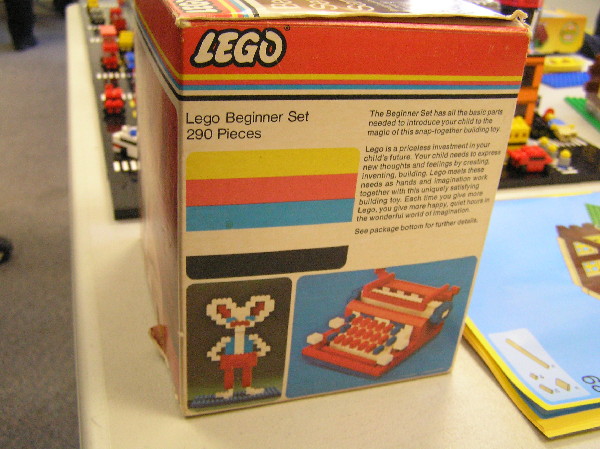 LEGO
Lego Beginner Set
290 Pieces
The Beginner Set has all the basic parts
needed to introduce your child to the
magic of this snap-together building toy.
Lego is a priceless investment in your
child's future. Your child needs to express
new thoughts and feelings by creating,
inventing, building. Lego meets these
needs as hands and imagination work
together with this uniquely satisfying
building toy. Each time you give more
Lego, you give more happy, quiet hours in
the wonderful world of imagination.
See package bottom for further details.